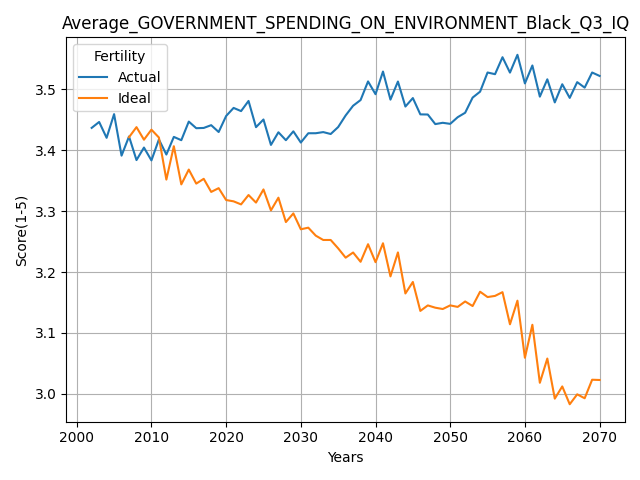 Average_GOVERNMENT_SPENDING_ON_ENVIRONMENT_Black_Q3_IQ
Fertility
Actual
Ideal
Score(1-5)
3.5
3.4
3.3
3.2
3.1
3.0
2000 2010 2020 2030 2040 2050 2060 2070
Years